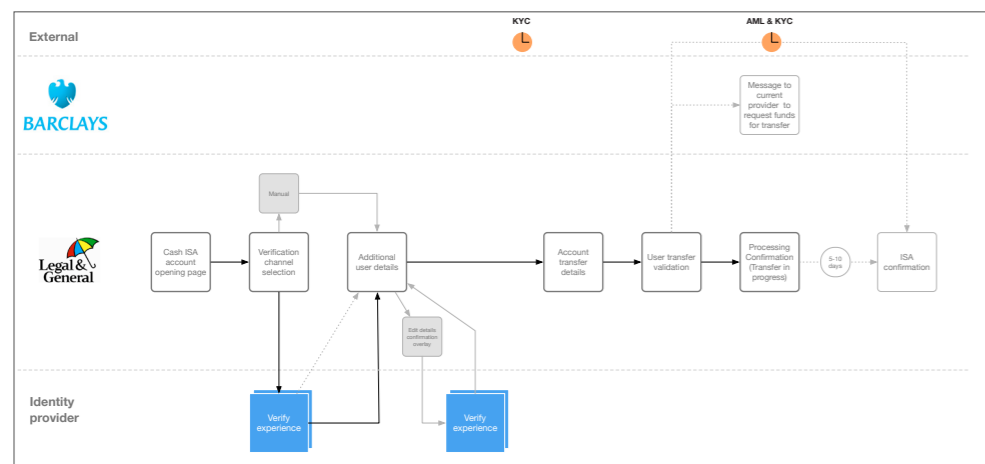 KYC
AML & KYC
External
Message to
current
provider to
request funds
for transfer
BARCLAYS
Manual
Legal&
General
Cash ISA
account
opening page
Verification
channel
selection
Additional
user details
Account
transfer
details
User transfer
validation
Processing
Confirmation
(Transfer in
progress)
5-10
days
ISA
confirmation
Edit details
confirmation
overlay
Identity
provider
Verify
experience
Verify
experience